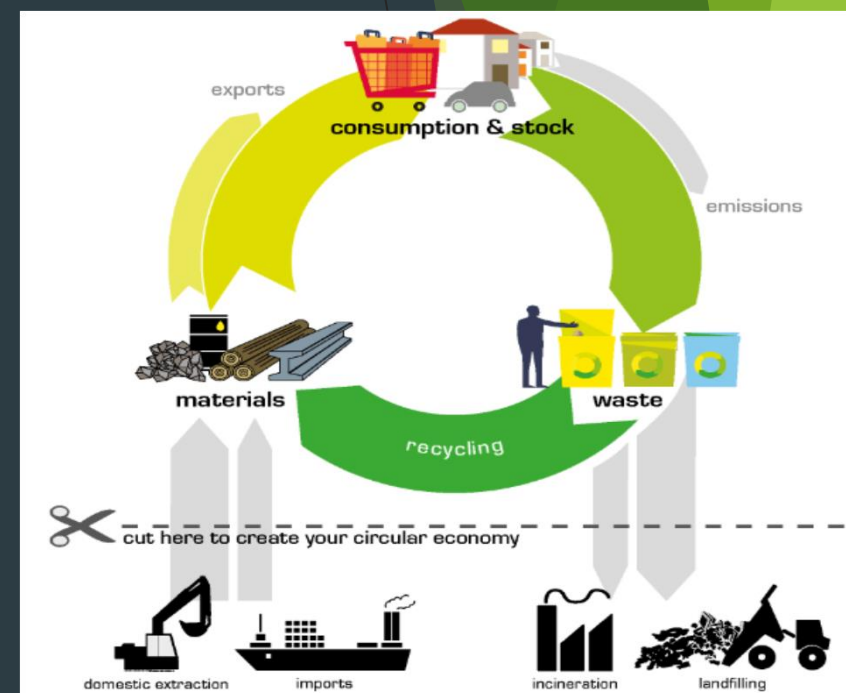 exports
consumption & stock
emissions
materials
waste
recycling
cut here to create your circular economy
domestic extraction
imports
incineration
landfilling